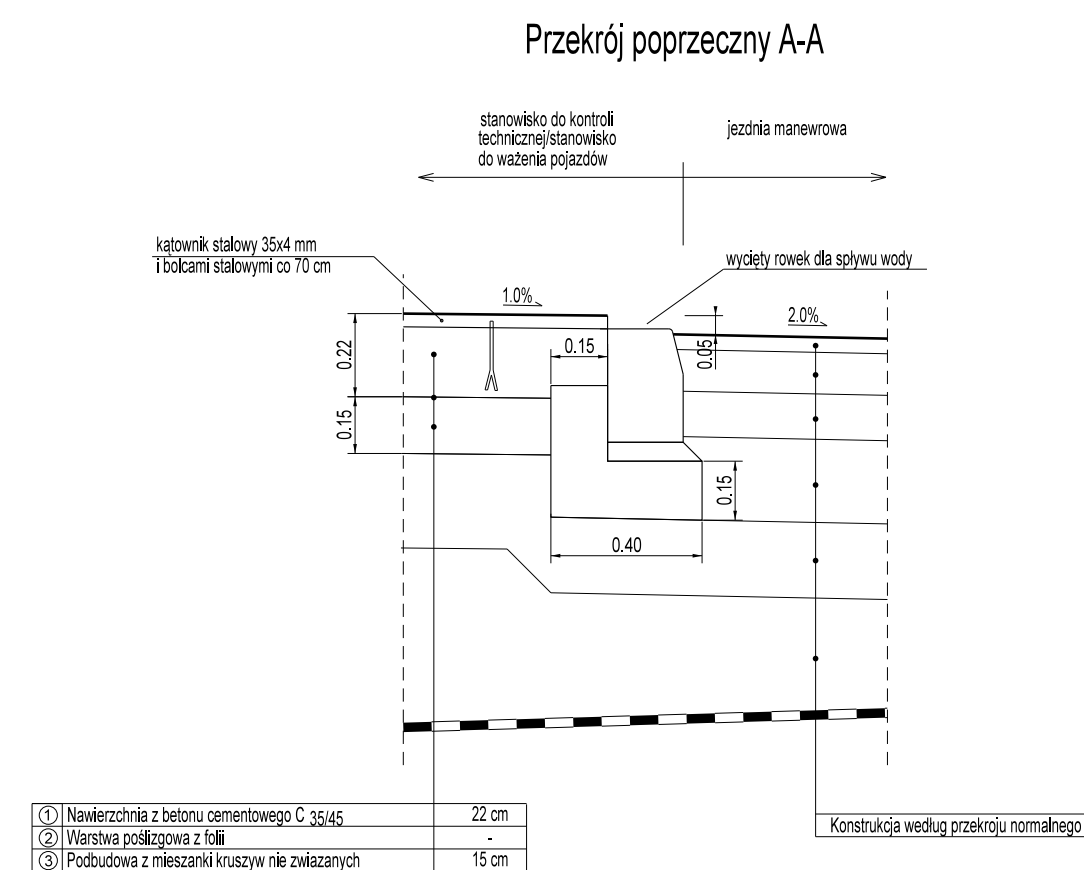 Przekrój poprzeczny A-A
stanowisko do kontroli
technicznej/stanowisko
do ważenia pojazdów
jezdnia manewrowa
kątownik stalowy 35x4 mm
i bolcami stalowymi co 70 cm
wycięty rowek dla spływu wody
1.0%
2.0%
0.05
0.22
0.15
0.15
0.15
0.40
① Nawierzchnia z betonu cementowego C 35/45 22 cm
② Warstwa poślizgowa z folii -
③ Podbudowa z mieszanki kruszyw nie związanych 15 cm
Konstrukcja według przekroju normalnego